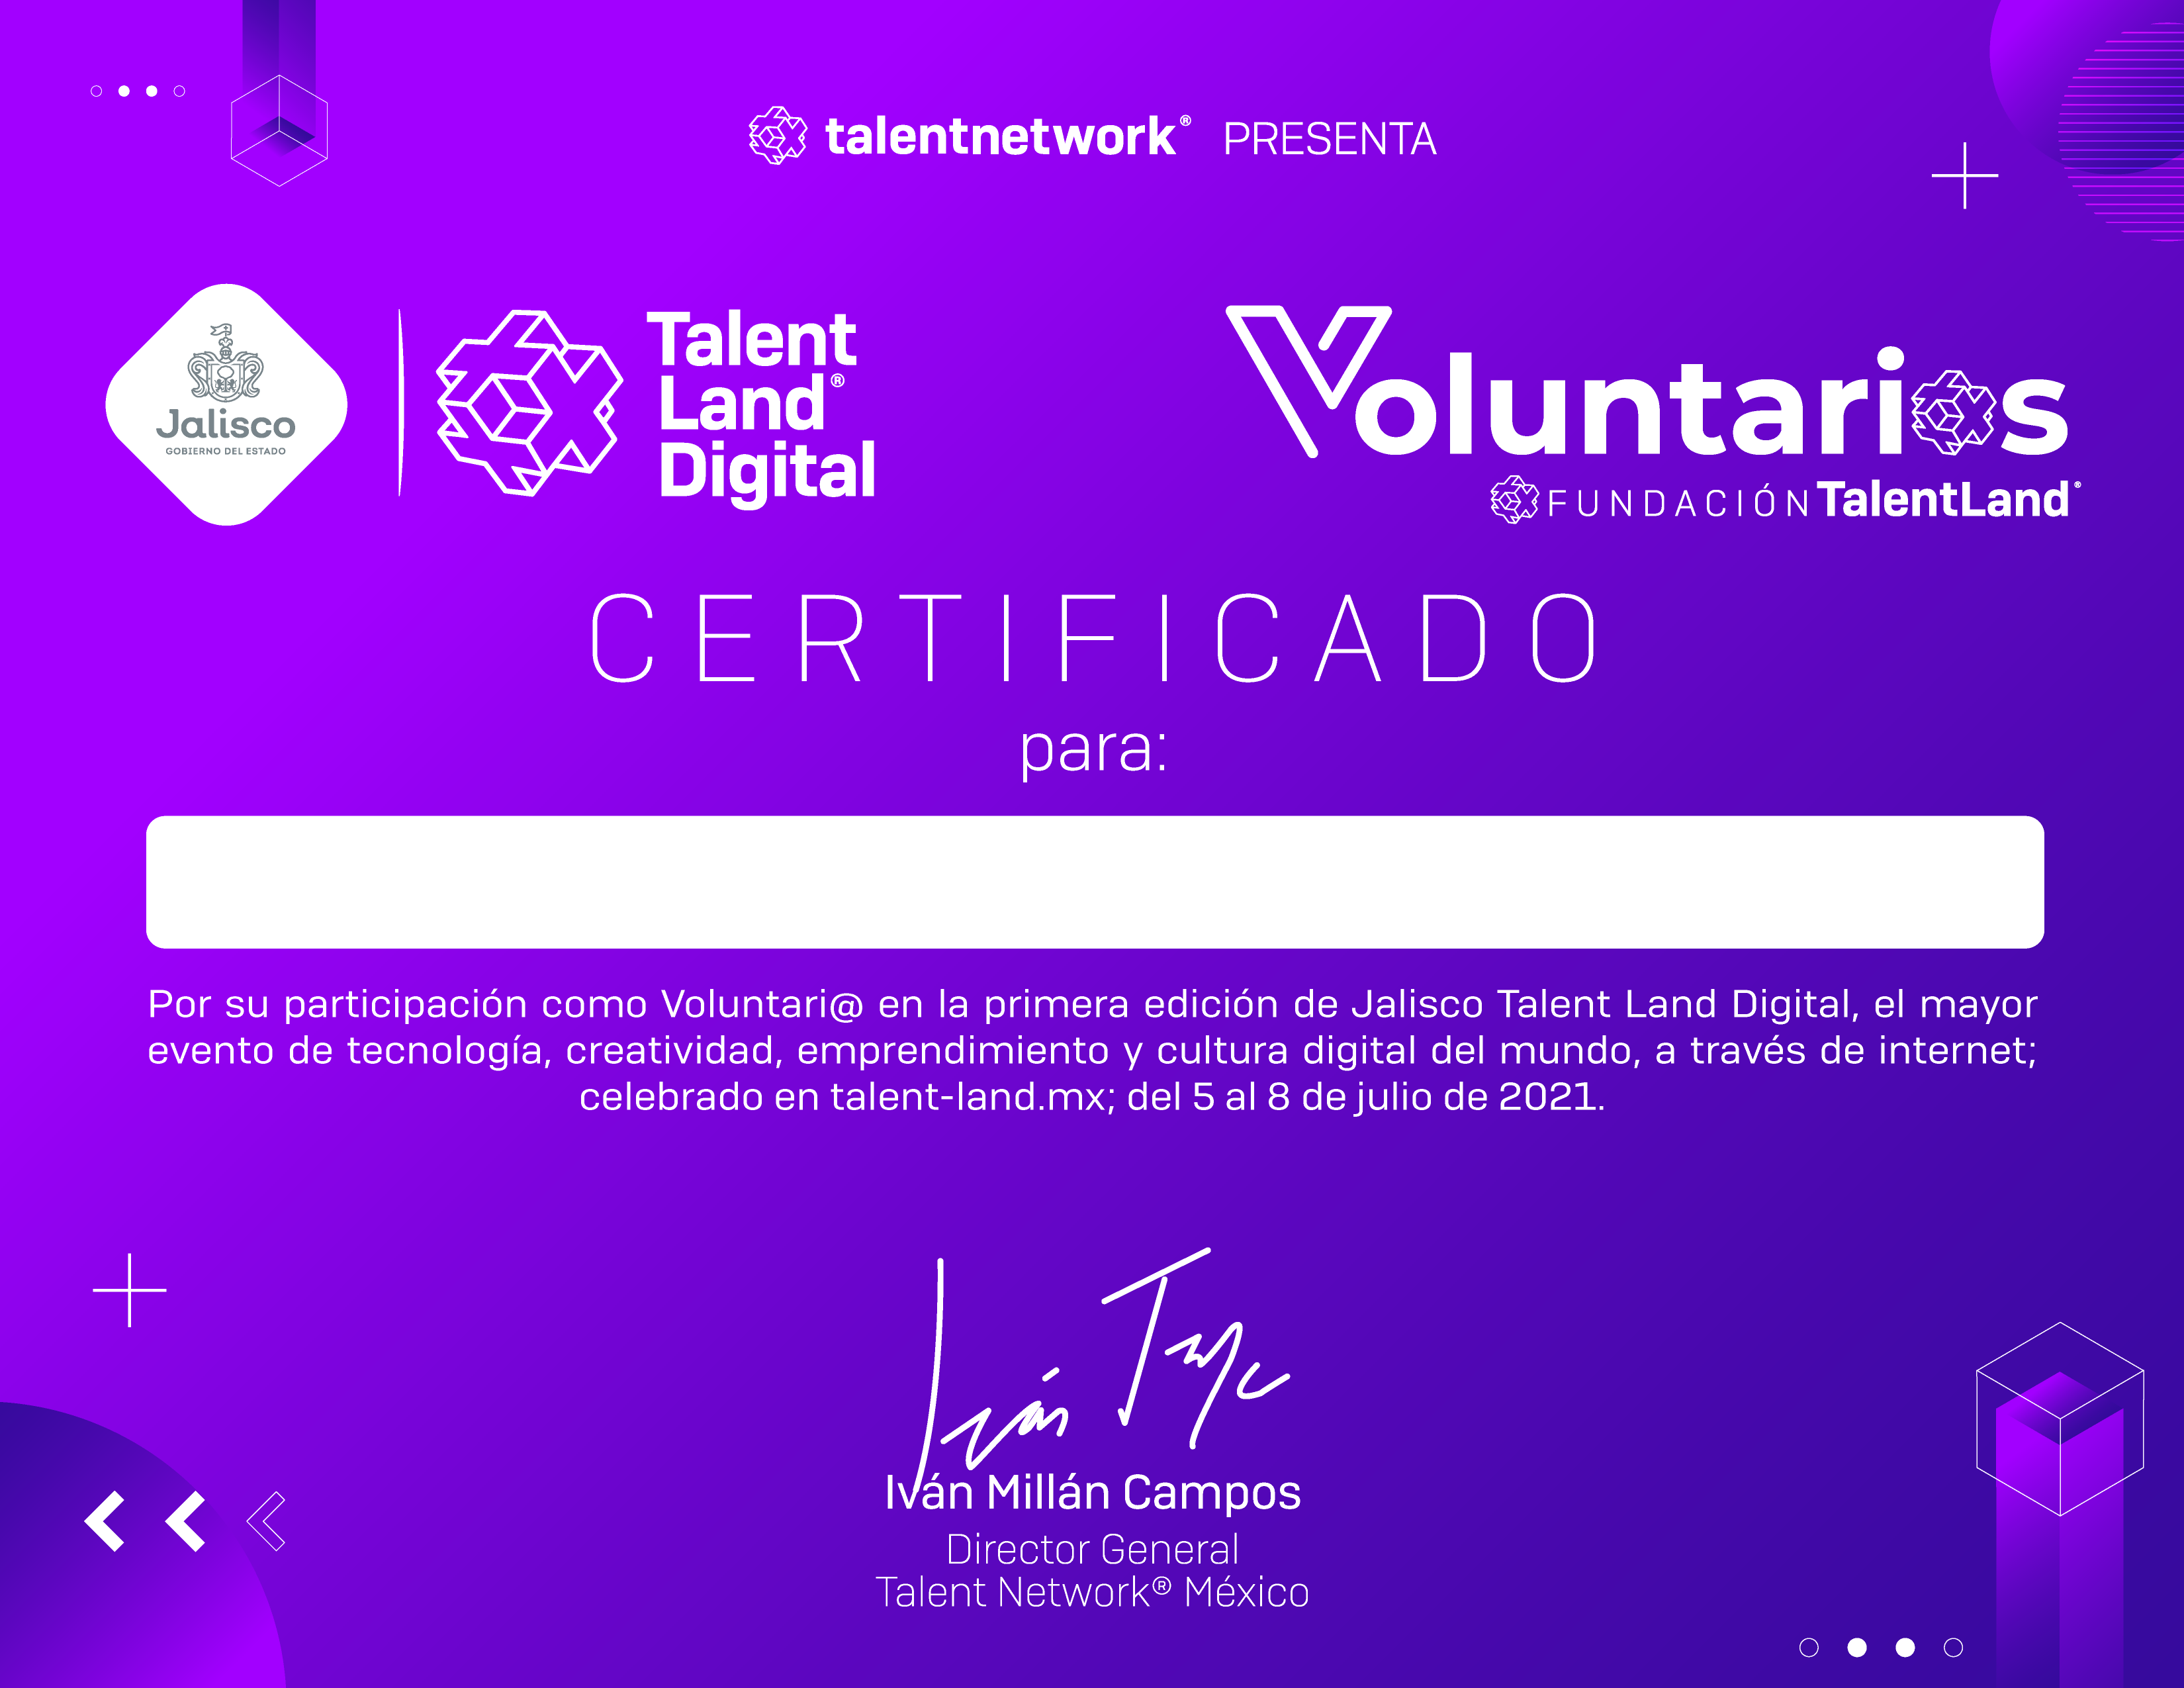 talentnetwork® PRESENTA
Jalisco
GOBIERNO DEL ESTADO
Talent
Land®
Digital
Voluntarios
FUNDACIÓN TalentLand®
CERTIFICADO
para:
Por su participación como Voluntari@ en la primera edición de Jalisco Talent Land Digital, el mayor
evento de tecnología, creatividad, emprendimiento y cultura digital del mundo, a través de internet;
celebrado en talent-land.mx; del 5 al 8 de julio de 2021.
Iván Millán Campos
Director General
Talent Network® México